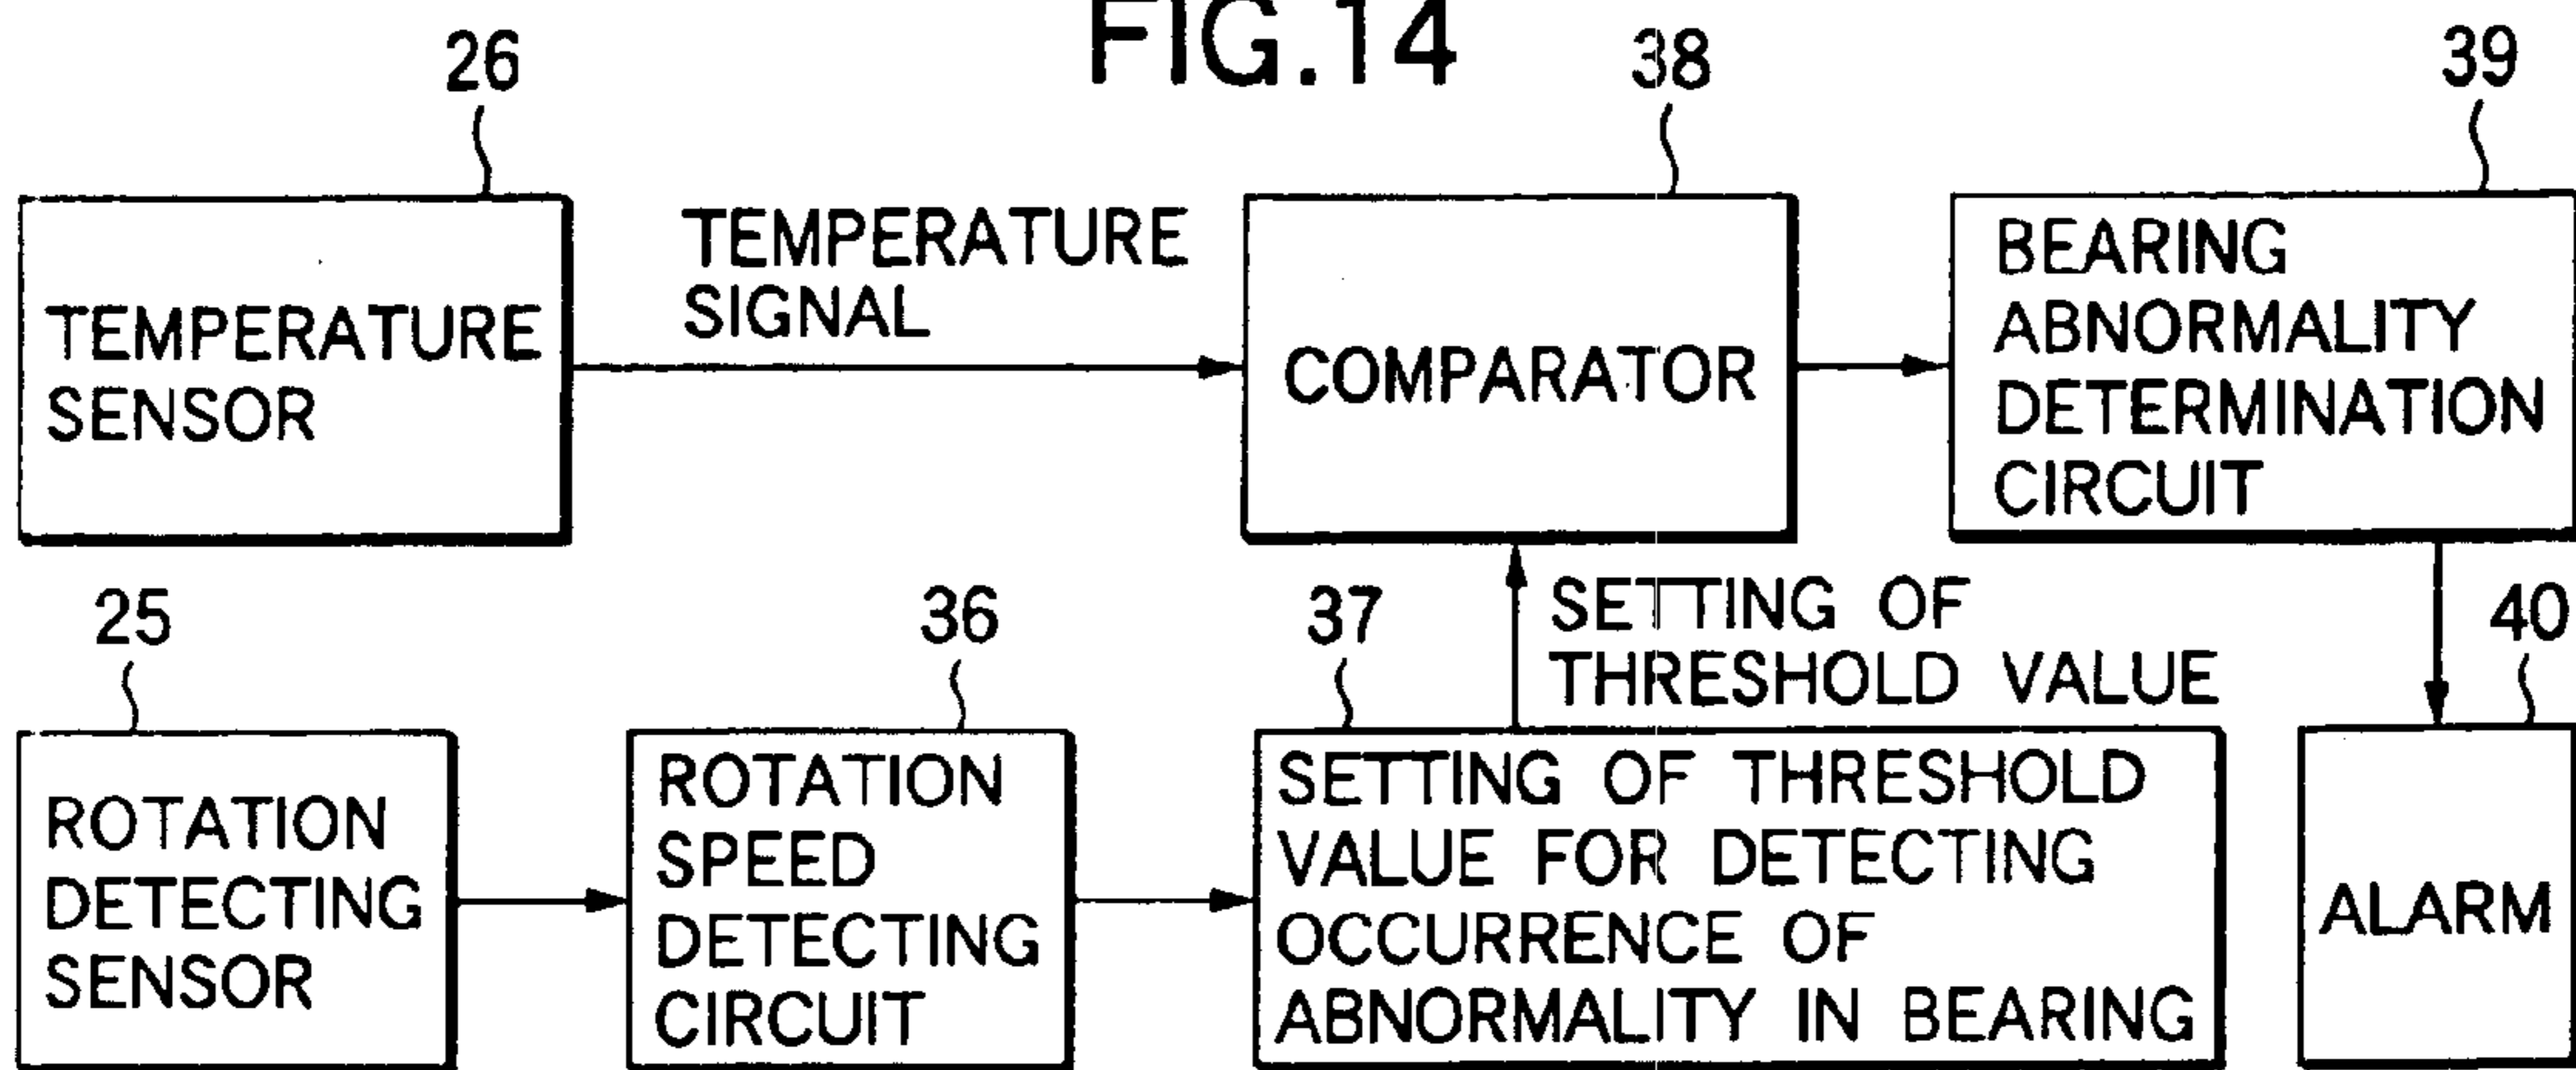 FIG.14
26
38
39
TEMPERATURE
SENSOR
TEMPERATURE
SIGNAL
COMPARATOR
BEARING
ABNORMALITY
DETERMINATION
CIRCUIT
25
36
37
SETTING OF
THRESHOLD VALUE
40
ROTATION
DETECTING
SENSOR
ROTATION
SPEED
DETECTING
CIRCUIT
SETTING OF THRESHOLD
VALUE FOR DETECTING
OCCURRENCE OF
ABNORMALITY IN BEARING
ALARM